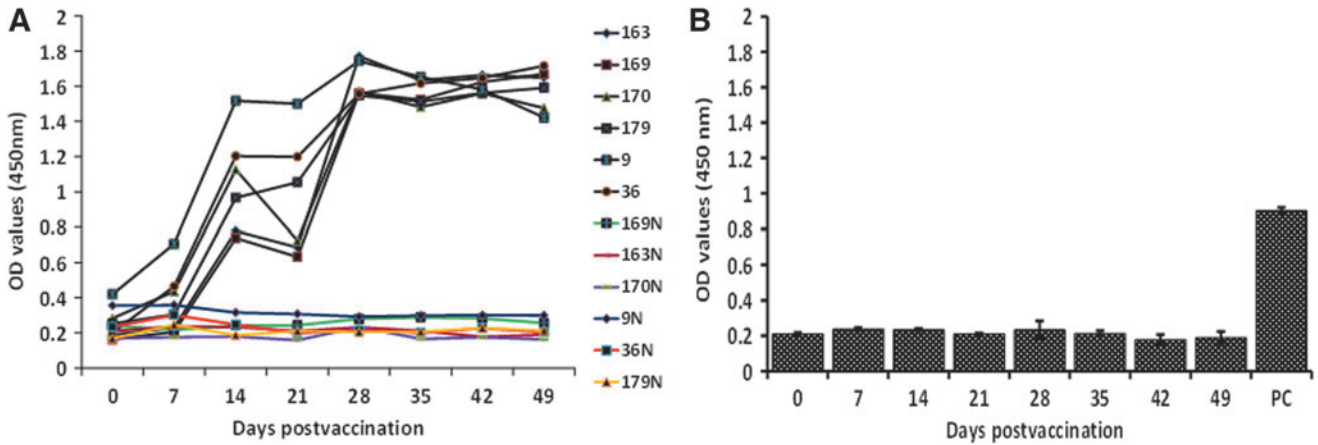 A
OD values (450nm)
2
1.8
1.6
1.4
1.2
1
0.8
0.6
0.4
0.2
0
0 7 14 21 28 35 42 49
Days postvaccination
163
169
170
179
9
36
169N
163N
170N
9N
36N
179N
B
OD values (450 nm)
2
1.8
1.6
1.4
1.2
1
0.8
0.6
0.4
0.2
0
0 7 14 21 28 35 42 49 PC
Days postvaccination